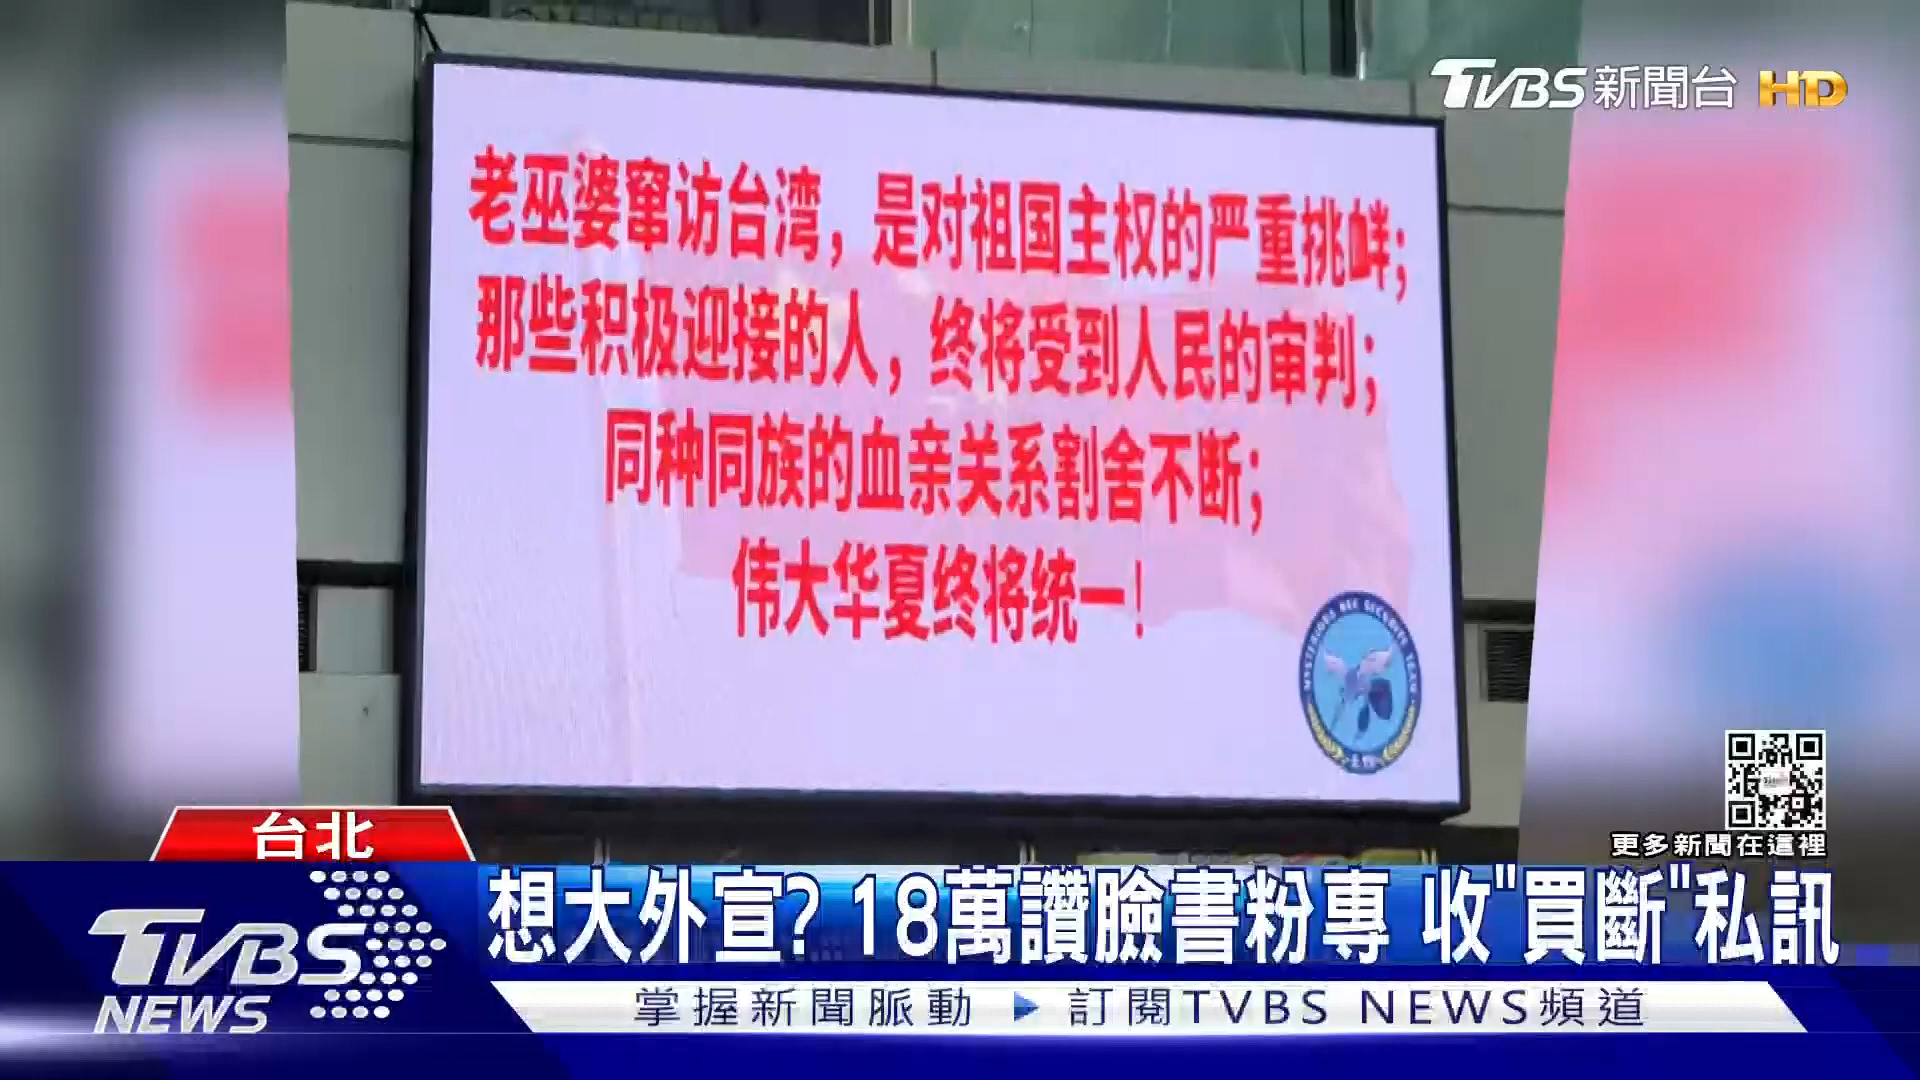 TVBS新聞台 HD
老巫婆窜访台湾，是对祖国主权的严重挑衅；
那些积极迎接的人，终将受到人民的审判；
同种同族的血亲关系割舍不断；
伟大华夏终将统一！
更多新聞在這裡
台北
想大外宣? 18萬讚臉書粉專 收"買斷"私訊
TVBS NEWS
掌握新聞脈動 ▶ 訂閱TVBS NEWS頻道